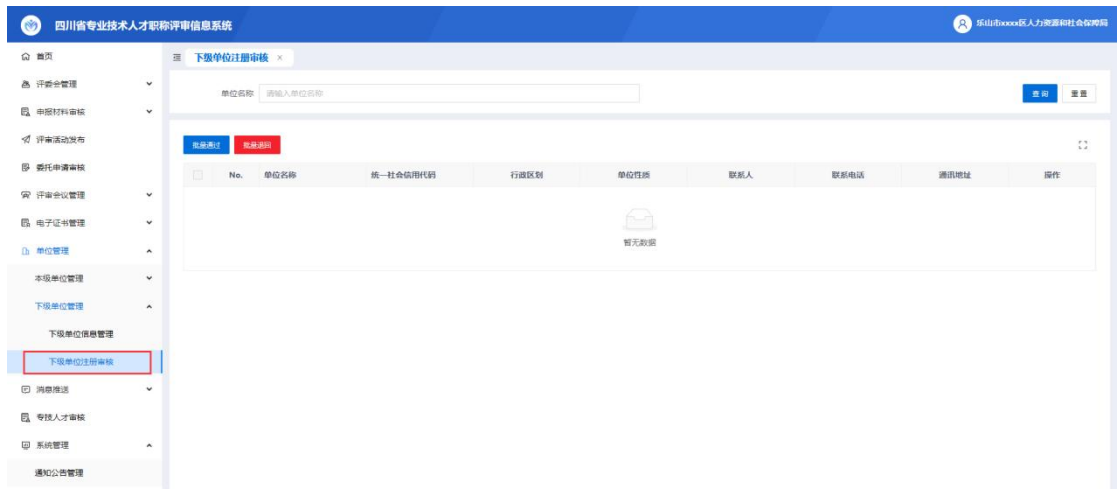 四川省专业技术人才职称评审信息系统
乐山市xxxx区人力资源和社会保障局
首页
下级单位注册审核 ×
评委会管理
单位名称 请输入单位名称 查询 重置
申报材料审核
评审活动发布
批量通过 批量退回
委托申请审核
No. 单位名称 统一社会信用代码 行政区划 单位性质 联系人 联系电话 通讯地址 操作
评审会议管理
电子证书管理
暂无数据
单位管理
本级单位管理
下级单位管理
下级单位信息管理
下级单位注册审核
消息推送
专技人才审核
系统管理
通知公告管理